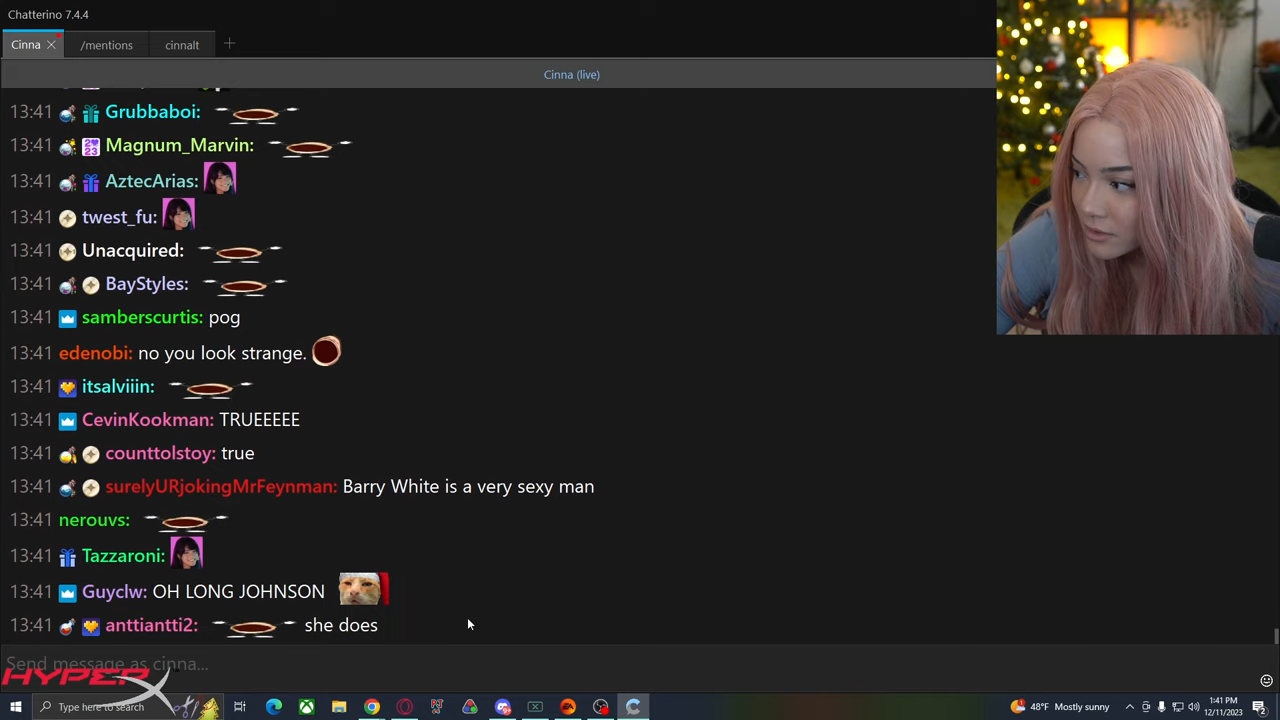 Chatterino 7.4.4
Cinna
/mentions
cinnalt
Cinna (live)
13:41 Grubbaboi:
13:41 Magnum_Marvin:
13:41 AztecArias:
13:41 twest_fu:
13:41 Unacquired:
13:41 BayStyles:
13:41 samberscurtis: pog
13:41 edenobi: no you look strange.
13:41 itsalviiin:
13:41 CevinKookman: TRUEEEEE
13:41 counttolstoy: true
13:41 surelyURjokingMrFeynman: Barry White is a very sexy man
13:41 nerouvs:
13:41 Tazzaroni:
13:41 Guyclw: OH LONG JOHNSON
13:41 anttiantti2: she does
Send message as cinna...
HYPERX
Type here to search
48°F Mostly sunny
1:41 PM
12/11/2023